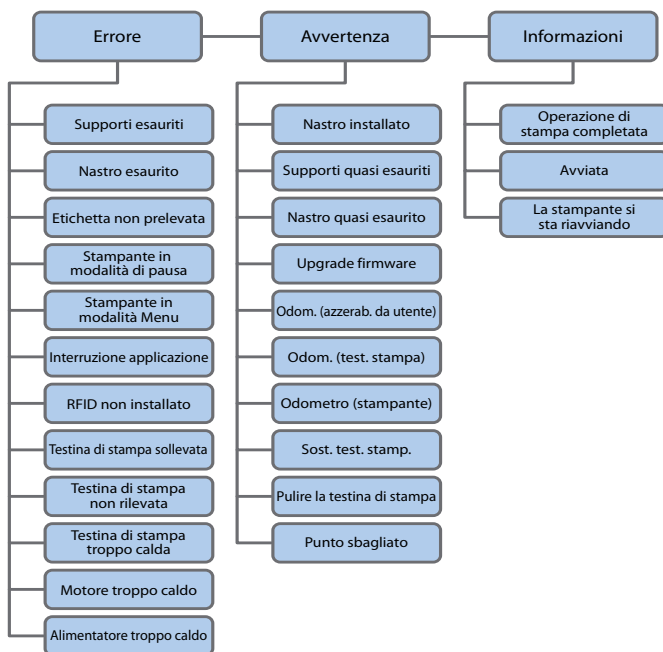 Errore
Avvertenza
Informazioni
Supporti esauriti
Nastro esaurito
Etichetta non prelevata
Stampante in
modalità di pausa
Stampante in
modalità Menu
Interruzione applicazione
RFID non installato
Testina di stampa sollevata
Testina di stampa
non rilevata
Testina di stampa
troppo calda
Motore troppo caldo
Alimentatore troppo caldo
Nastro installato
Supporti quasi esauriti
Nastro quasi esaurito
Upgrade firmware
Odom. (azzerab. da utente)
Odom. (test. stampa)
Odometro (stampante)
Sost. test. stamp.
Pulire la testina di stampa
Punto sbagliato
Operazione di
stampa completata
Avviata
La stampante si
sta riavviando